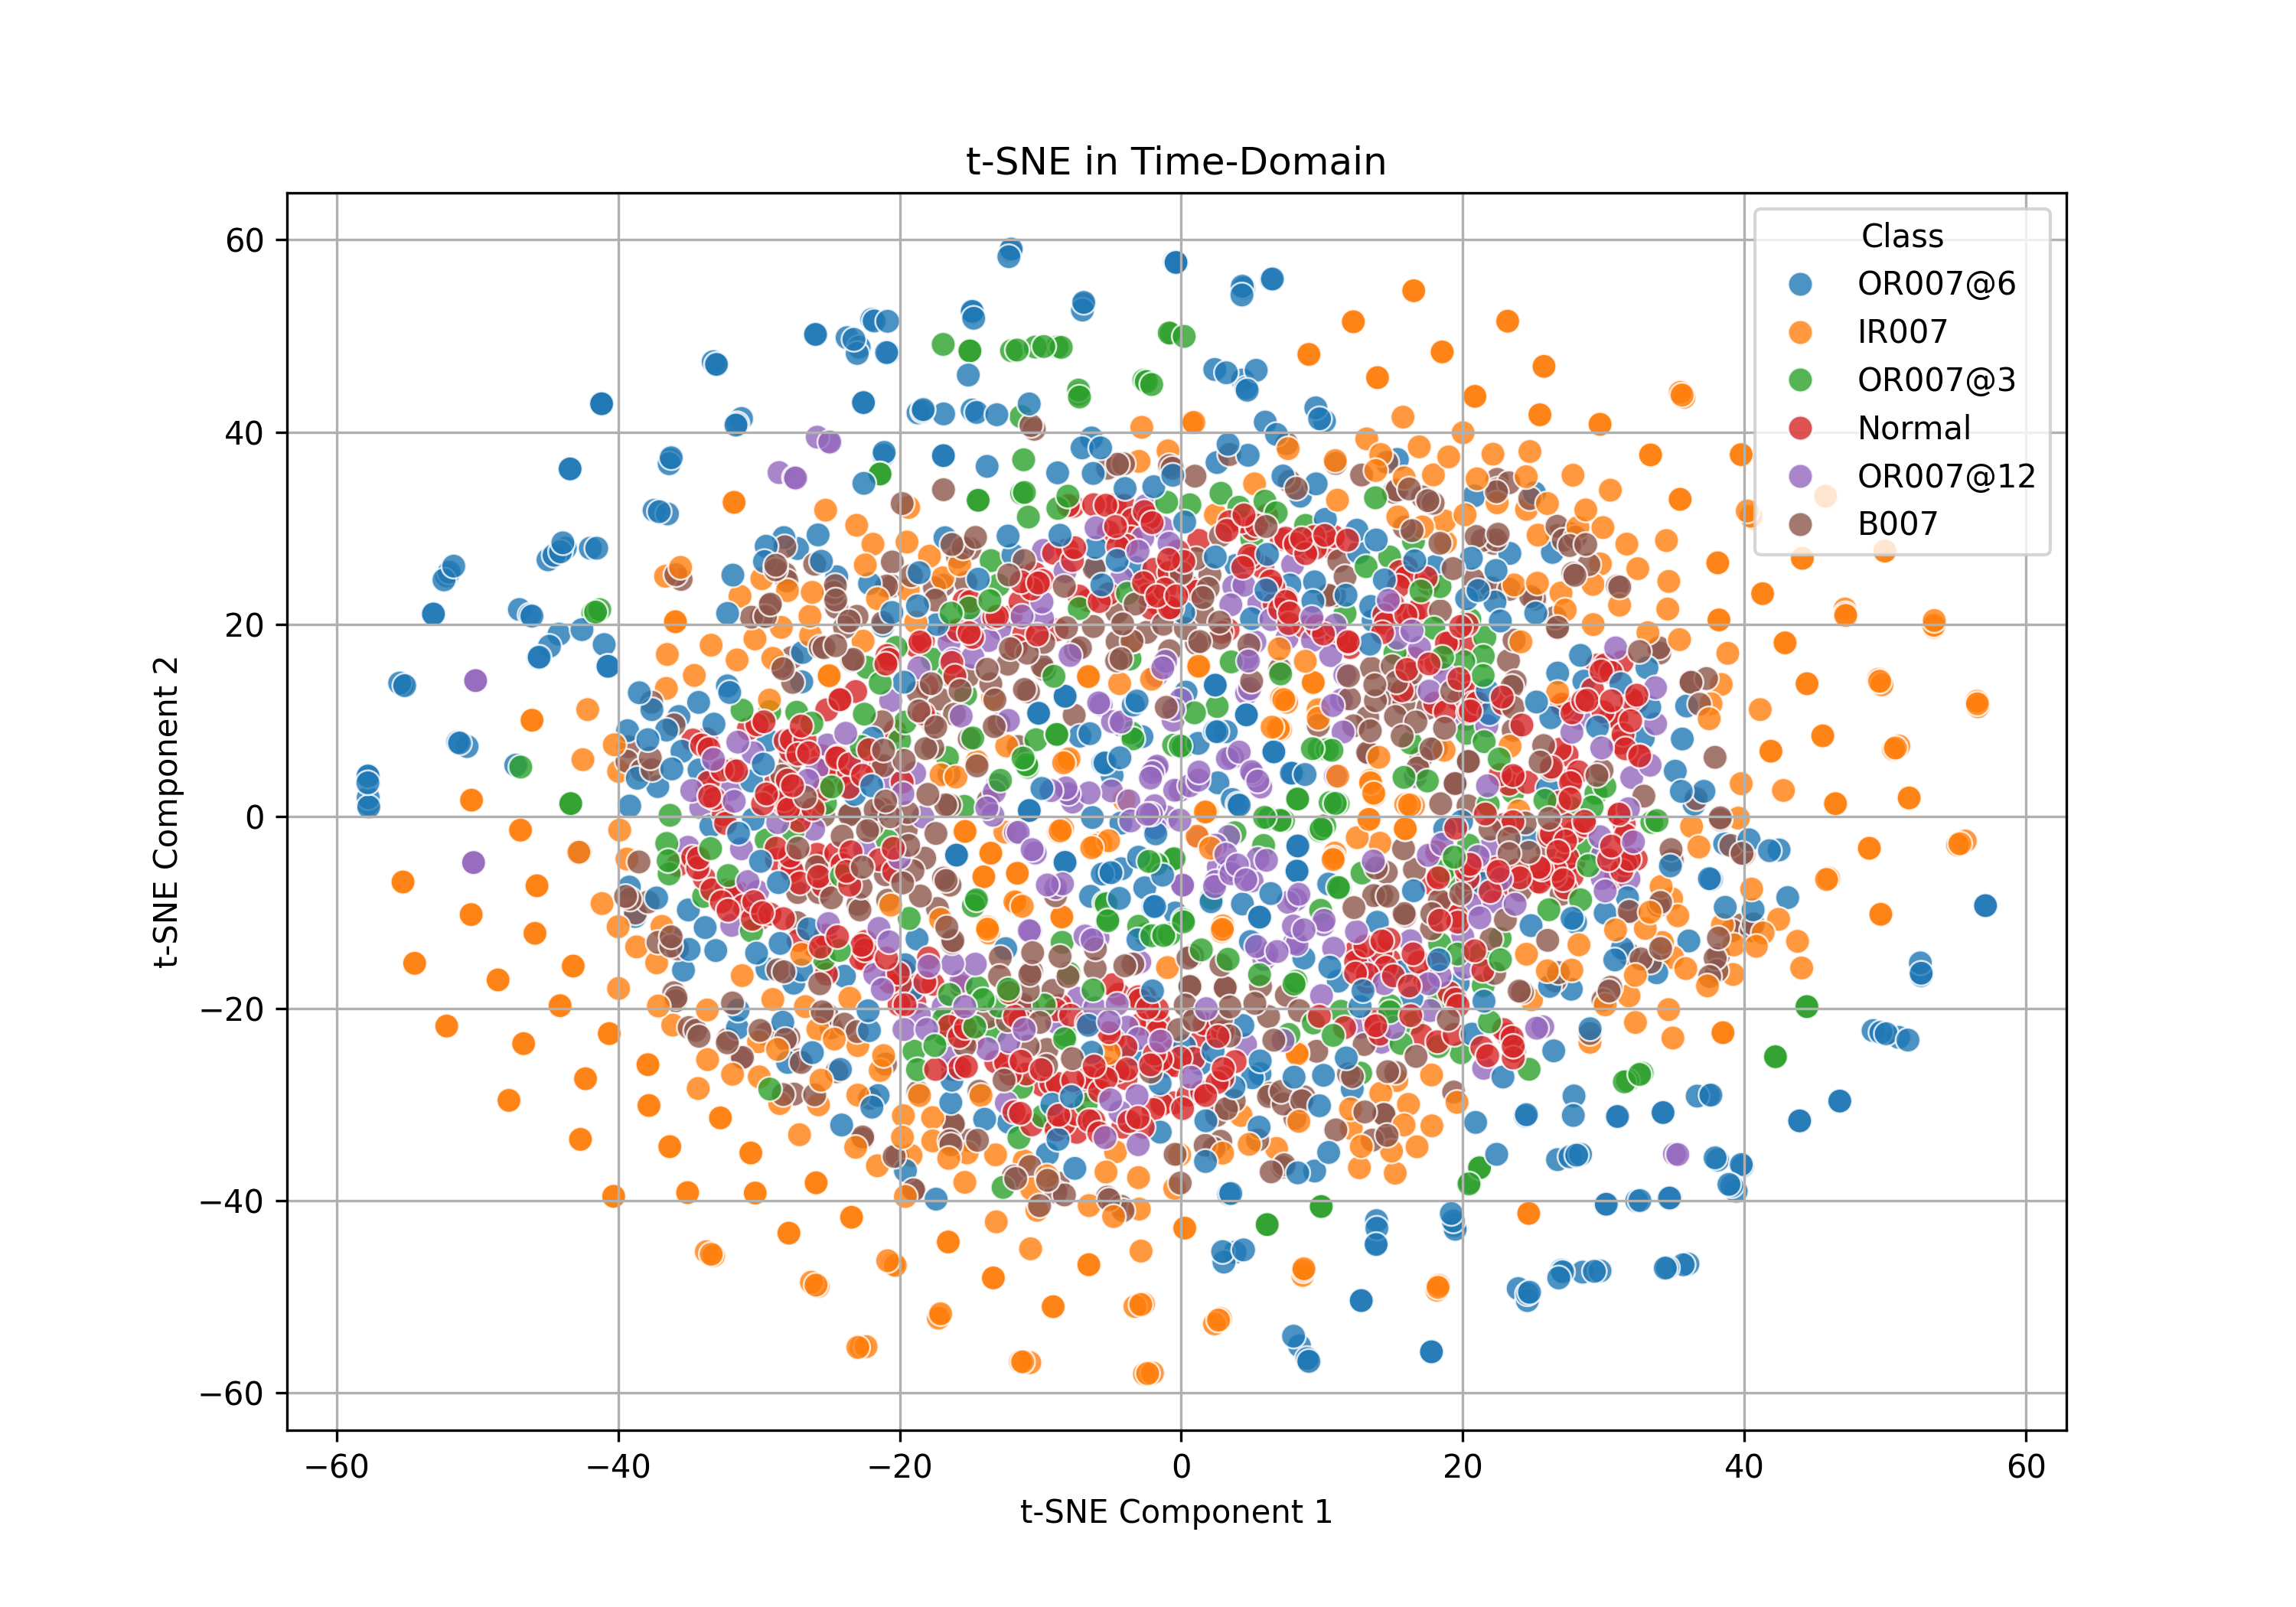 t-SNE in Time-Domain
Class
OR007@6
IR007
OR007@3
Normal
OR007@12
B007
60
40
20
0
−20
−40
−60
t-SNE Component 2
−60
−40
−20
0
20
40
60
t-SNE Component 1